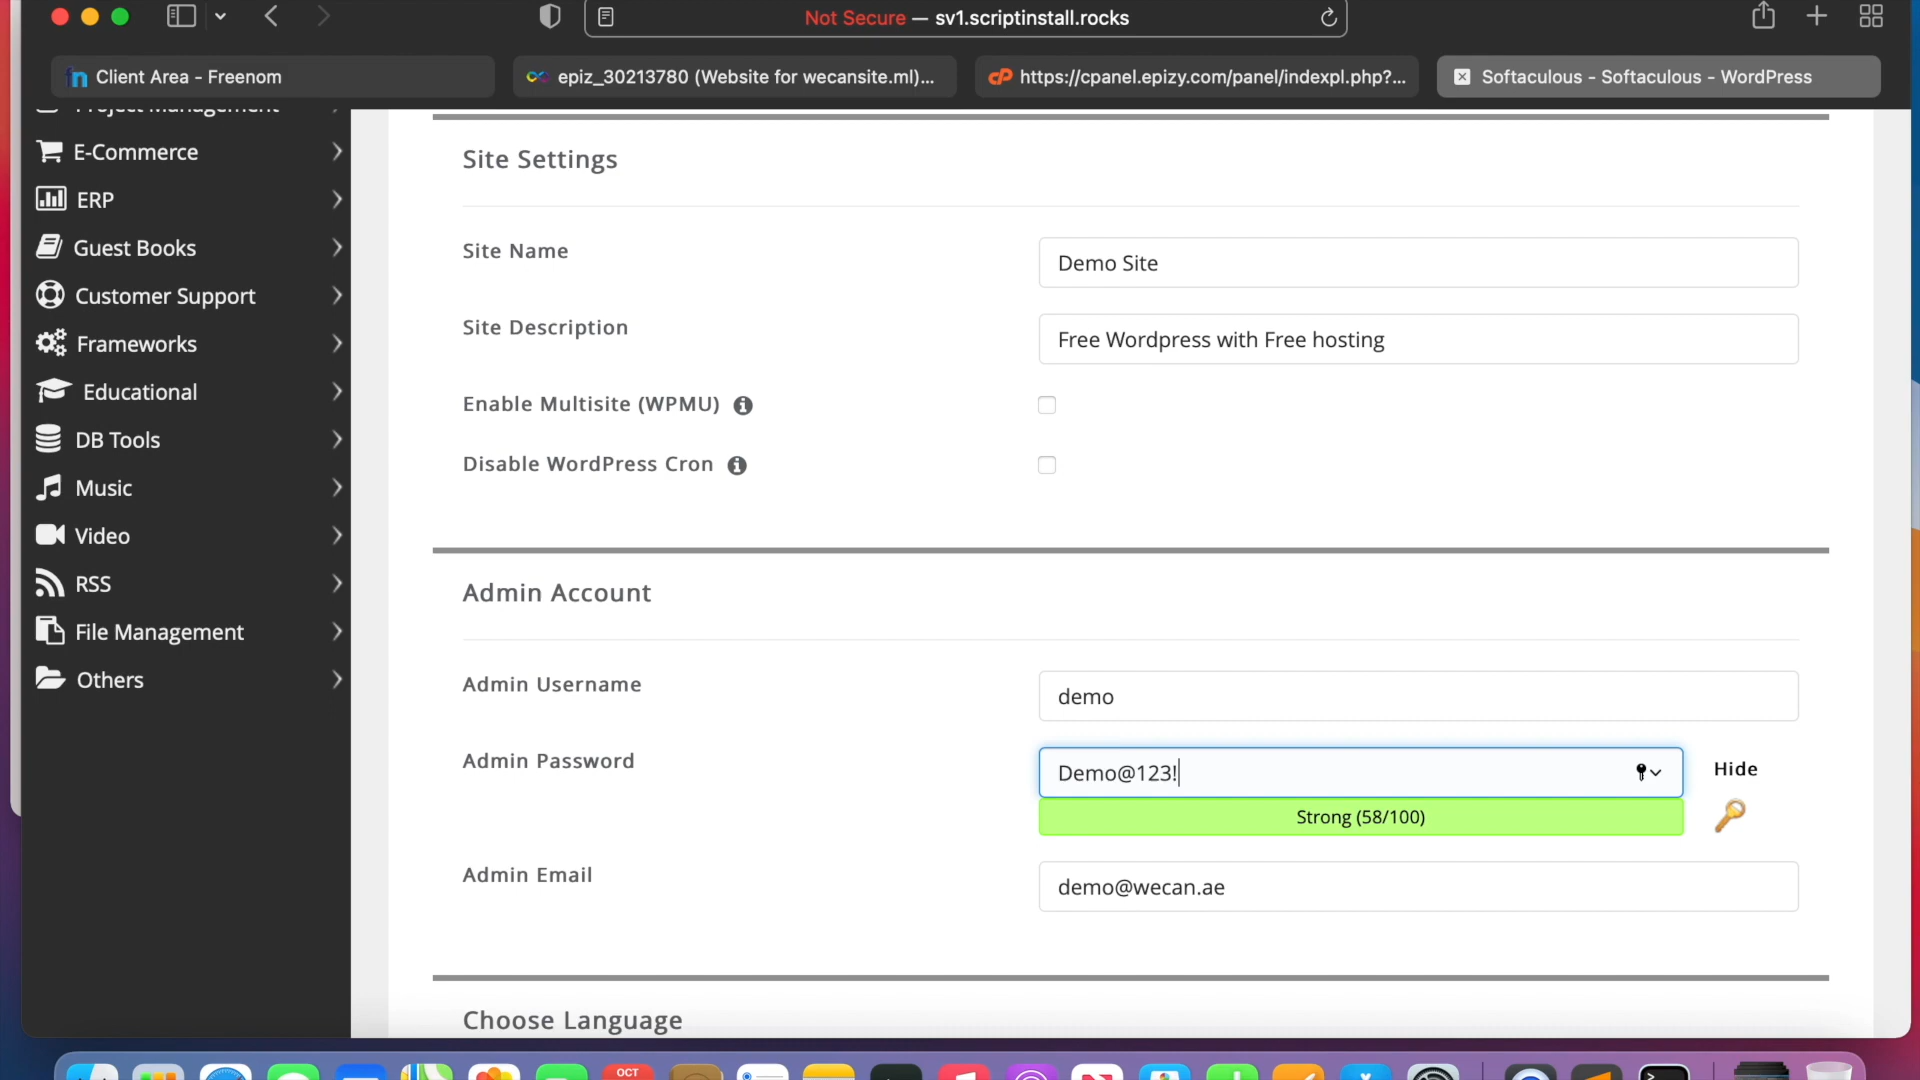 Not Secure — sv1.scriptinstall.rocks
Client Area - Freenom
epiz_30213780 (Website for wecansite.ml)...
https://cpanel.epizy.com/panel/indexpl.php?...
Softaculous - Softaculous - WordPress
Project Management
E-Commerce
ERP
Guest Books
Customer Support
Frameworks
Educational
DB Tools
Music
Video
RSS
File Management
Others
Site Settings
Site Name
Demo Site
Site Description
Free Wordpress with Free hosting
Enable Multisite (WPMU)
Disable WordPress Cron
Admin Account
Admin Username
demo
Admin Password
Demo@123!
Hide
Strong (58/100)
Admin Email
demo@wecan.ae
Choose Language
OCT